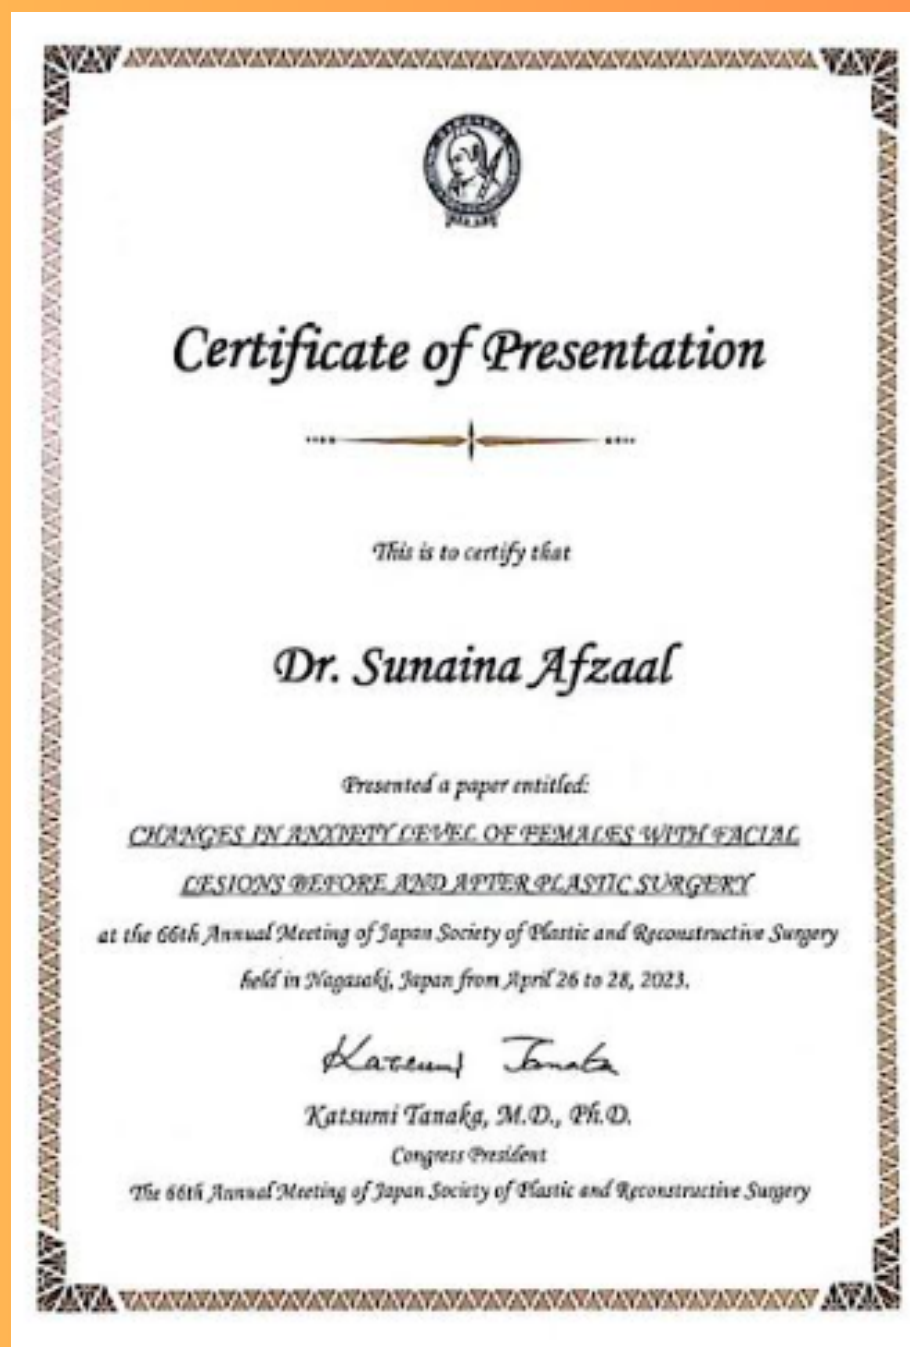 Certificate of Presentation
This is to certify that
Dr. Sunaina Afzaal
Presented a paper entitled:
CHANGES IN ANXIETY LEVEL OF FEMALES WITH FACIAL
LESIONS BEFORE AND AFTER PLASTIC SURGERY
at the 66th Annual Meeting of Japan Society of Plastic and Reconstructive Surgery
held in Nagasaki, Japan from April 26 to 28, 2023.
Katsumi Tanaka
Katsumi Tanaka, M.D., Ph.D.
Congress President
The 66th Annual Meeting of Japan Society of Plastic and Reconstructive Surgery